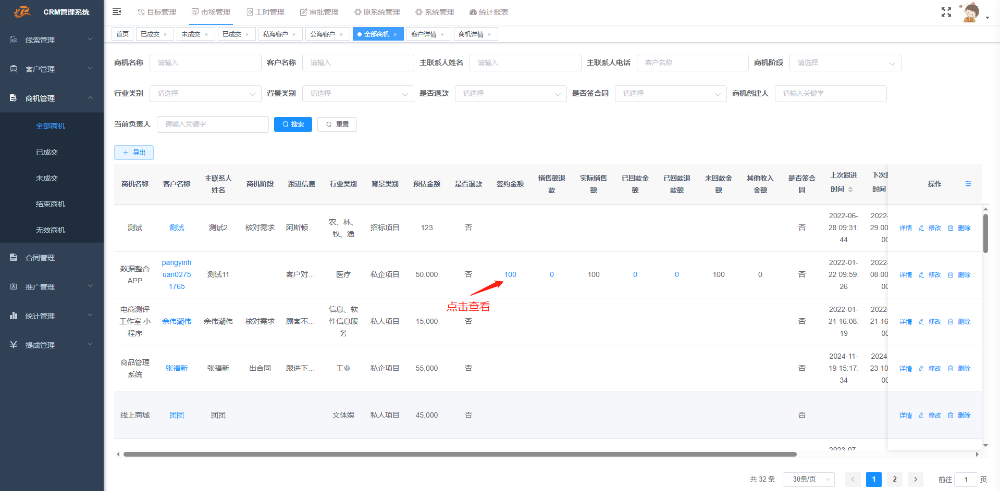 CRM管理系统
目标管理
市场管理
工时管理
审批管理
原系统管理
系统管理
统计报表
首页
已成交 ×
未成交 ×
已成交 ×
私海客户 ×
公海客户 ×
全部商机 ×
客户详情 ×
商机详情 ×
线索管理
客户管理
商机管理
全部商机
已成交
未成交
结束商机
无效商机
合同管理
推广管理
统计管理
提成管理
商机名称 请输入 客户名称 请输入 主联系人姓名 请输入 主联系人电话 客户名称 商机阶段 请选择
行业类别 请选择 背景类别 请选择 是否退款 请选择 是否签合同 请选择 商机创建人 请输入关键字
当前负责人 请输入关键字 搜索 重置
+ 导出
商机名称
客户名称
主联系人
姓名
商机阶段
跟进信息
行业类别
背景类别
预估金额
是否退款
签约金额
销售额退
款
实际销售
额
已回款金
额
已回款退
款额
未回款金
额
其他收入
金额
是否签合
同
上次跟进
时间
下次跟
时间
操作
测试
测试
测试2
核对需求
阿斯顿...
农、林、
牧、渔
招标项目
123
否
否
2022-06-
28 09:31:
44
2022-
29 00
00
详情 修改 删除
数据整合
APP
pangyinh
uan0275
1765
测试11
客户对...
医疗
私企项目
50,000
否
100
0
100
0
0
100
0
否
2022-01-
22 09:59:
26
2022-
08 00
00
详情 修改 删除
点击查看
电商测评
工作室 小
程序
余伟潮伟
余伟潮伟
核对需求
顾客不...
信息、软
件信息服
务
私人项目
15,000
否
否
2022-01-
21 16:08:
19
2022-
21 16
00
详情 修改 删除
商品管理
系统
张福新
张福新
出合同
跟进下...
工业
私企项目
55,000
否
否
2024-11-
19 15:17:
34
2024-
23 10
00
详情 修改 删除
线上商城
团团
团团
文体娱
私人项目
45,000
否
否
详情 修改 删除
2023-07
共 32 条 30条/页 1 2 前往 1 页